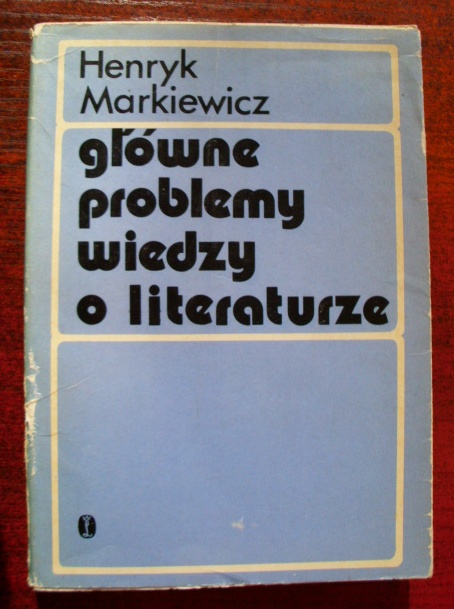 Henryk
Markiewicz
główne
problemy
wiedzy
o literaturze